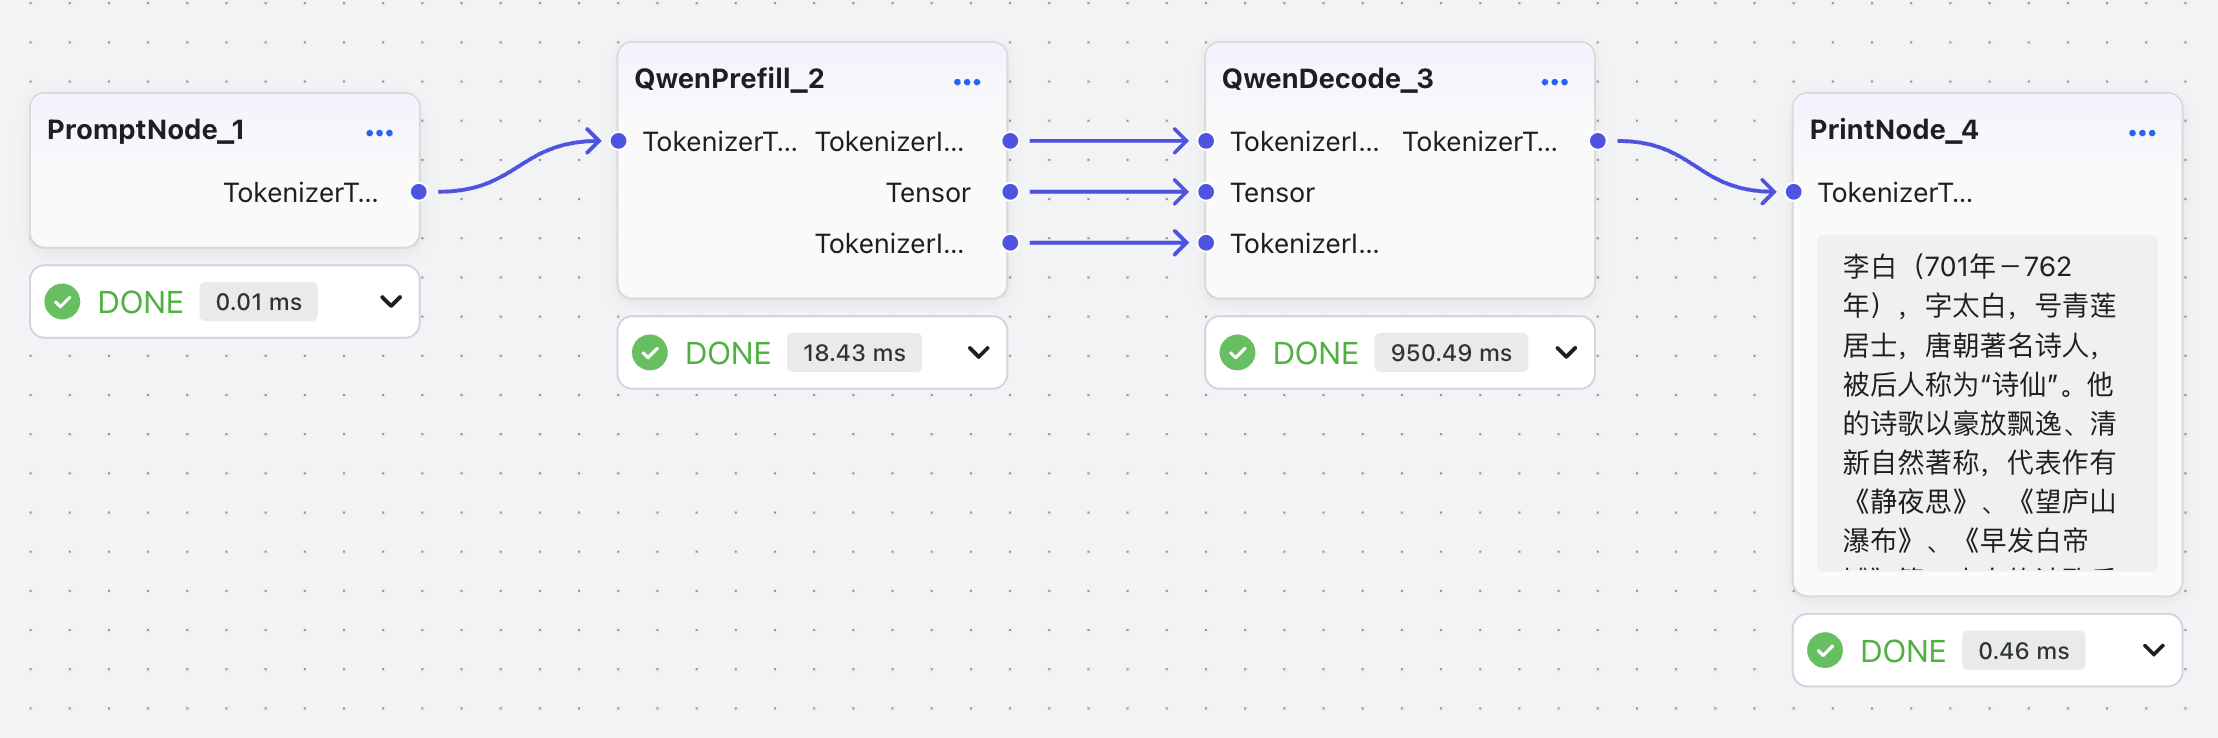 PromptNode_1
TokenizerT...
DONE 0.01 ms
QwenPrefill_2
TokenizerT... TokenizerI...
Tensor
TokenizerI...
DONE 18.43 ms
QwenDecode_3
TokenizerI... TokenizerT...
Tensor
TokenizerI...
DONE 950.49 ms
PrintNode_4
TokenizerT...
李白（701年－762
年），字太白，号青莲
居士，唐朝著名诗人，
被后人称为“诗仙”。他
的诗歌以豪放飘逸、清
新自然著称，代表作有
《静夜思》、《望庐山
瀑布》、《早发白帝
DONE 0.46 ms